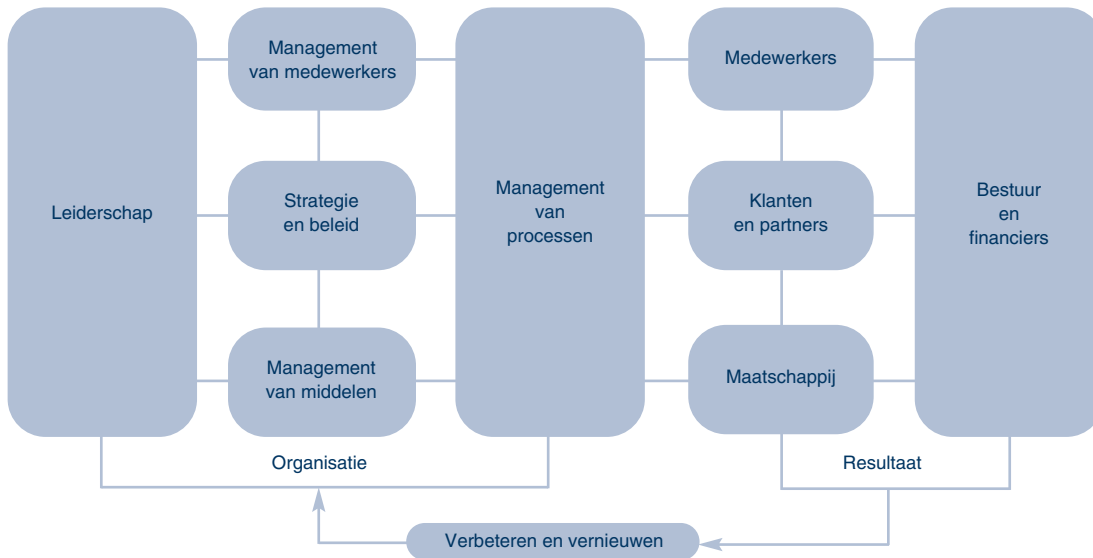 Leiderschap
Management
van medewerkers
Strategie
en beleid
Management
van middelen
Management
van
processen
Medewerkers
Klanten
en partners
Maatschappij
Bestuur
en
financiers
Organisatie
Resultaat
Verbeteren en vernieuwen